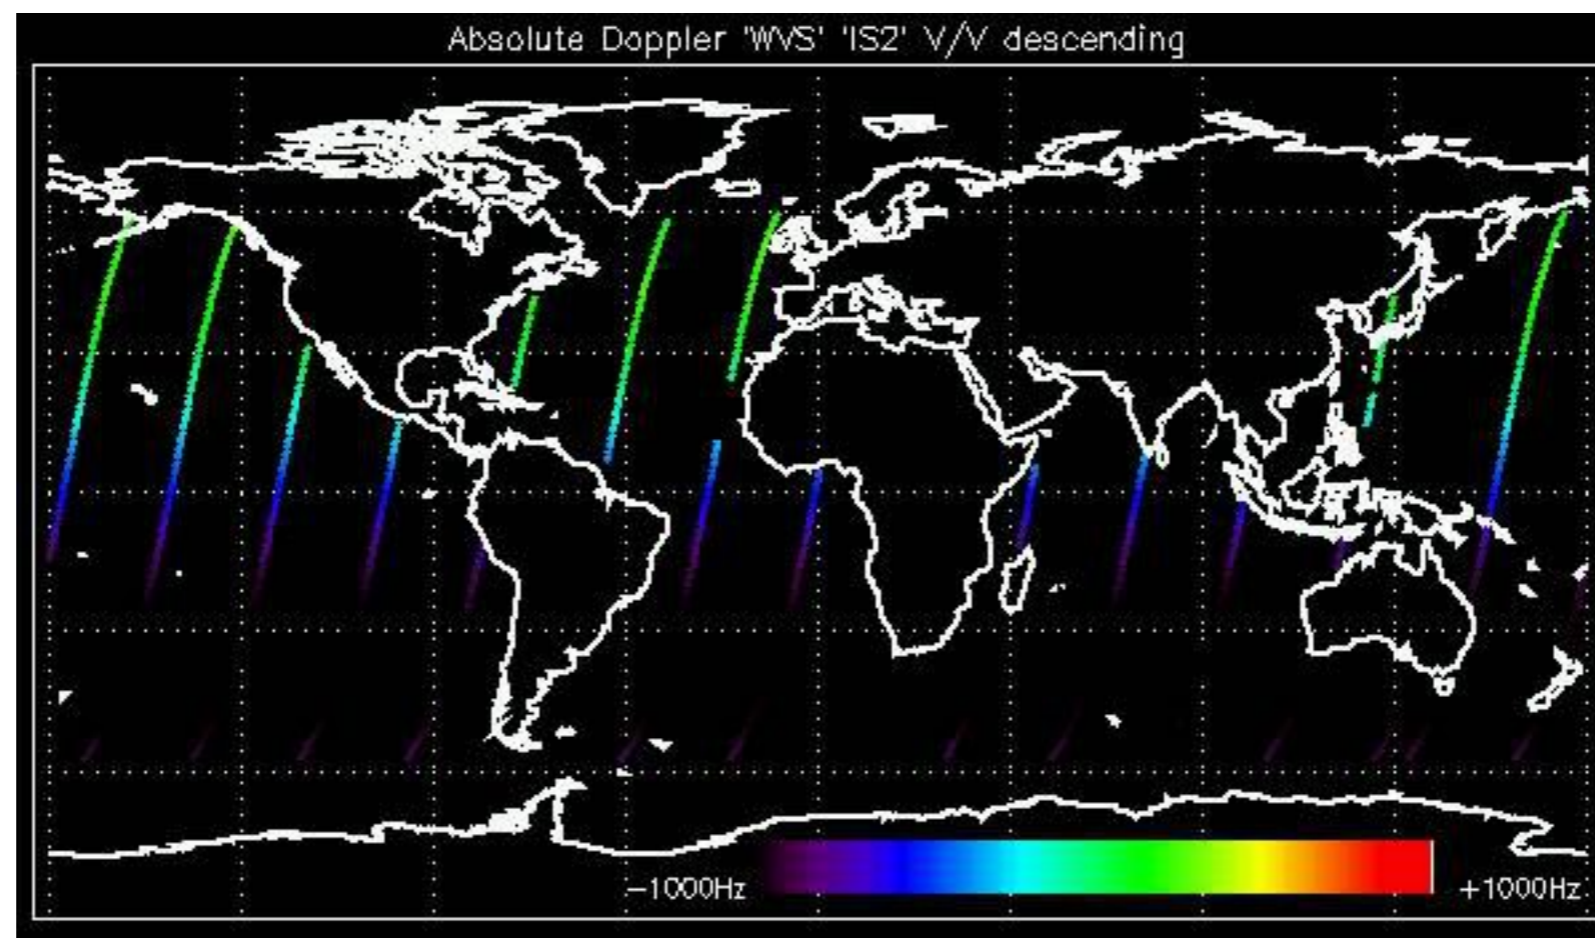 Absolute Doppler 'WVS' 'IS2' V/V descending
−1000Hz +1000Hz